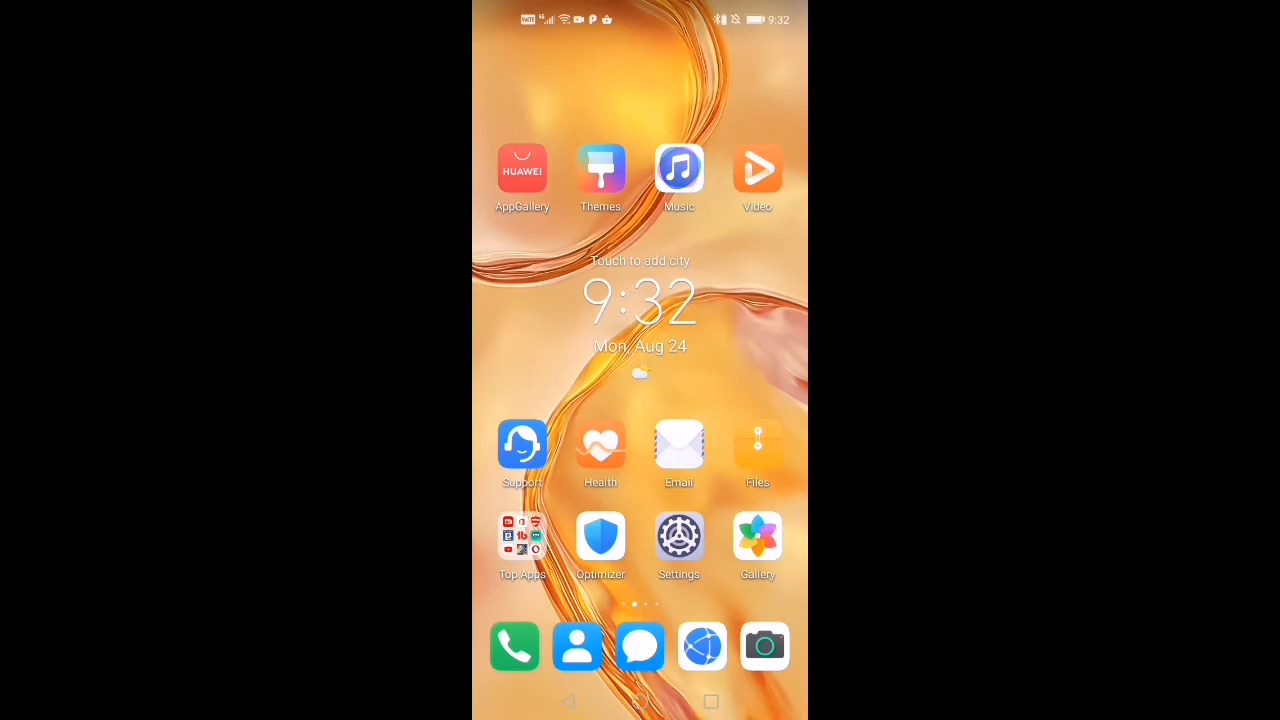 9:32
HUAWEI
AppGallery Themes Music Video
Touch to add city
9:32
Mon, Aug 24
Support Health Email Files
Top Apps Optimizer Settings Gallery